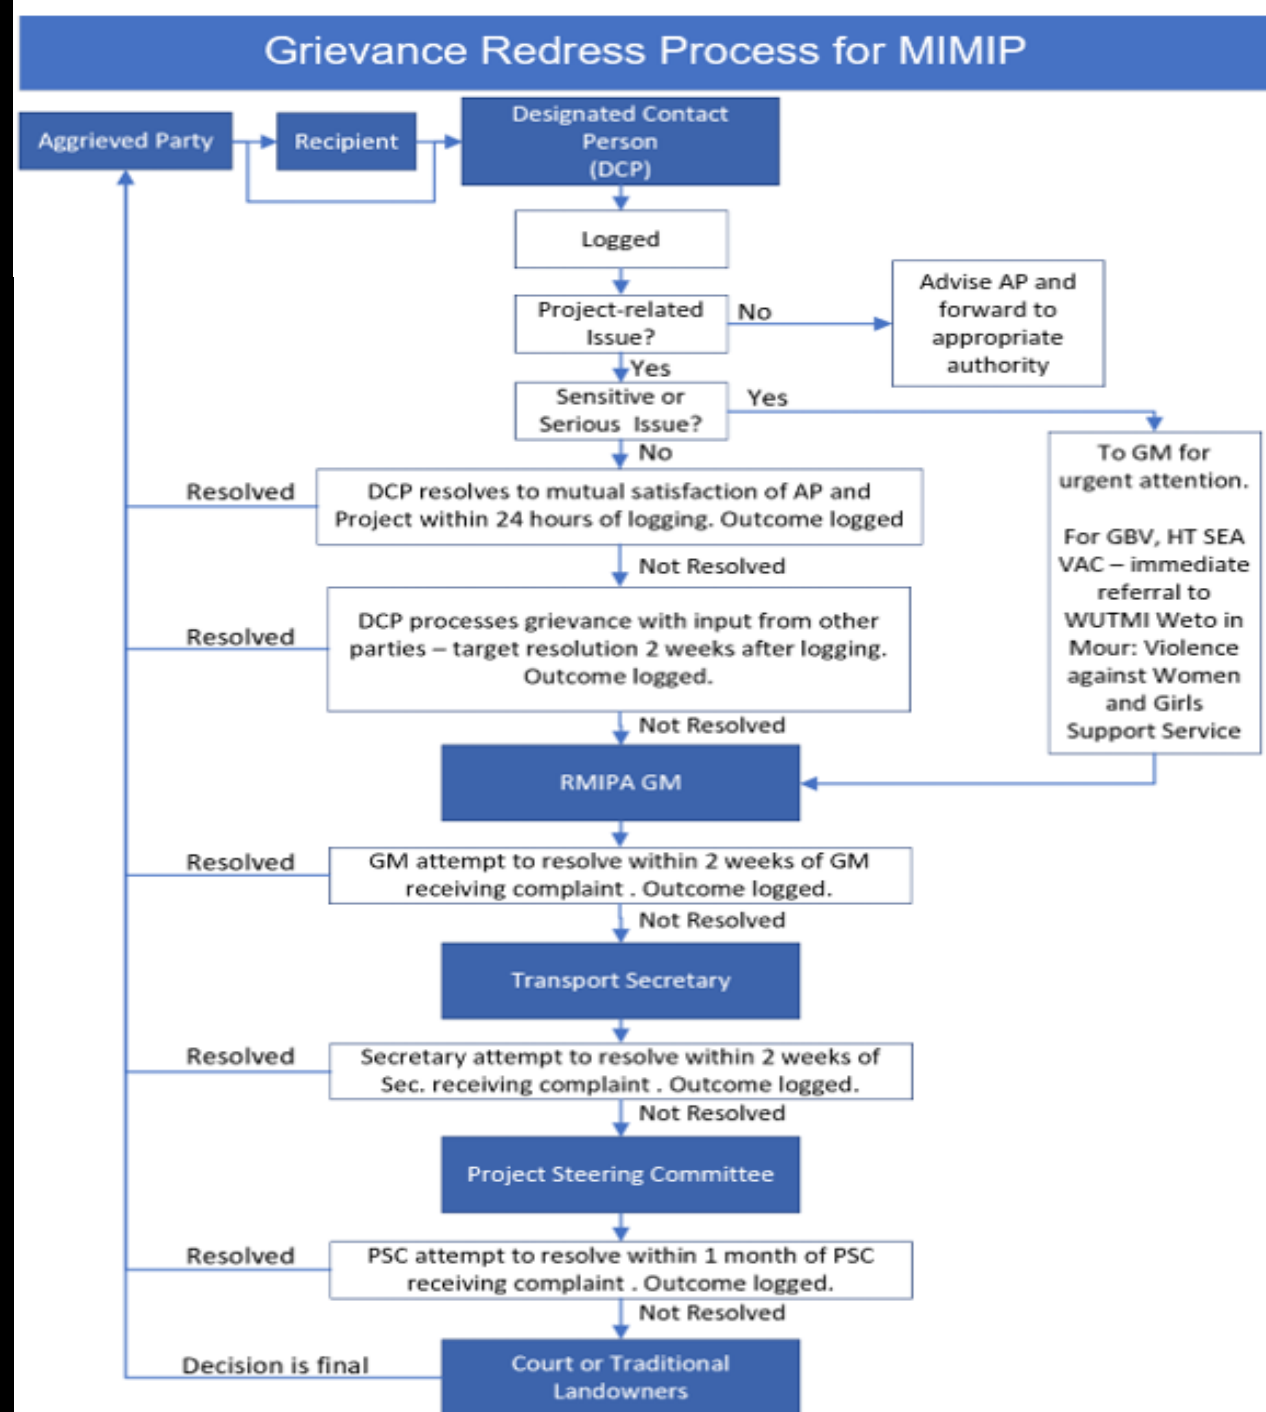 Grievance Redress Process for MIMIP
Aggrieved Party
Recipient
Designated Contact
Person
(DCP)
Logged
Project-related
Issue?
No
Advise AP and
forward to
appropriate
authority
Yes
Sensitive or
Serious Issue?
Yes
To GM for
urgent attention.
For GBV, HT SEA
VAC – immediate
referral to
WUTMI Weto in
Mour: Violence
against Women
and Girls
Support Service
No
Resolved
DCP resolves to mutual satisfaction of AP and
Project within 24 hours of logging. Outcome logged
Not Resolved
Resolved
DCP processes grievance with input from other
parties – target resolution 2 weeks after logging.
Outcome logged.
Not Resolved
RMIPA GM
Resolved
GM attempt to resolve within 2 weeks of GM
receiving complaint . Outcome logged.
Not Resolved
Transport Secretary
Resolved
Secretary attempt to resolve within 2 weeks of
Sec. receiving complaint . Outcome logged.
Not Resolved
Project Steering Committee
Resolved
PSC attempt to resolve within 1 month of PSC
receiving complaint . Outcome logged.
Not Resolved
Decision is final
Court or Traditional
Landowners